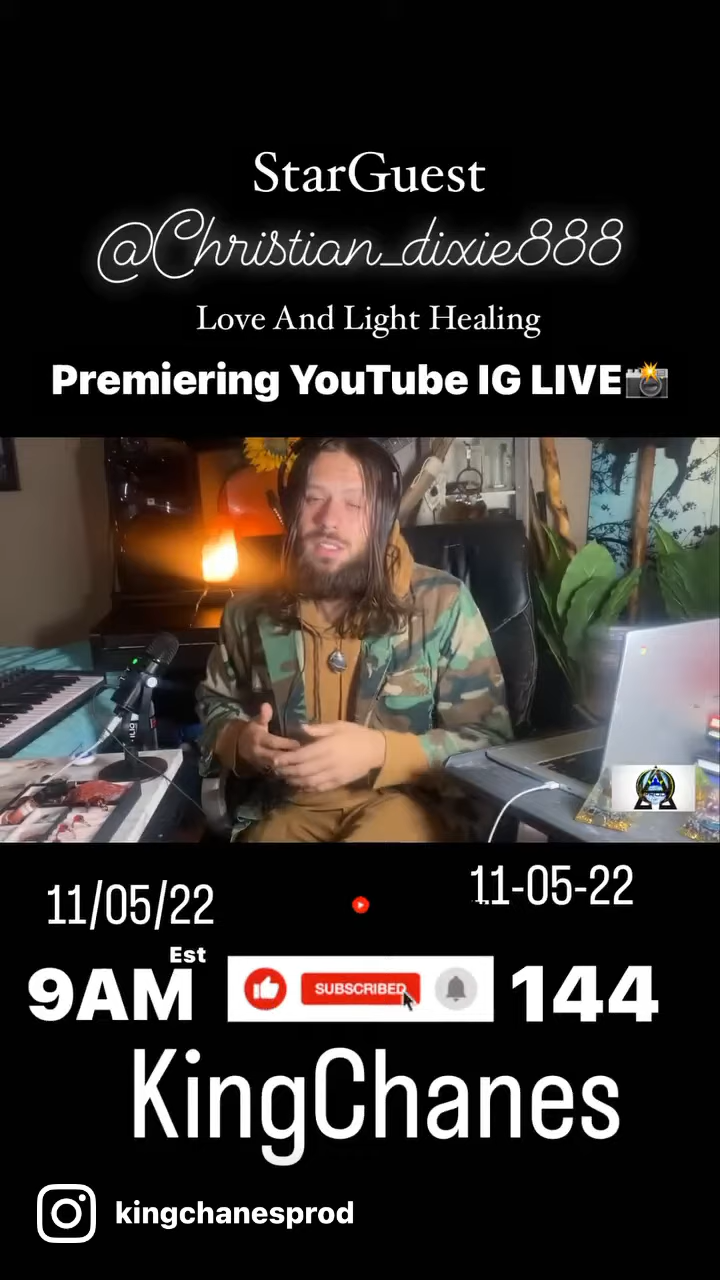 StarGuest
@Christian_dixie888
Love And Light Healing
Premiering YouTube IG LIVE📸
11/05/22
11-05-22
Est
9AM
SUBSCRIBED
144
KingChanes
kingchanesprod